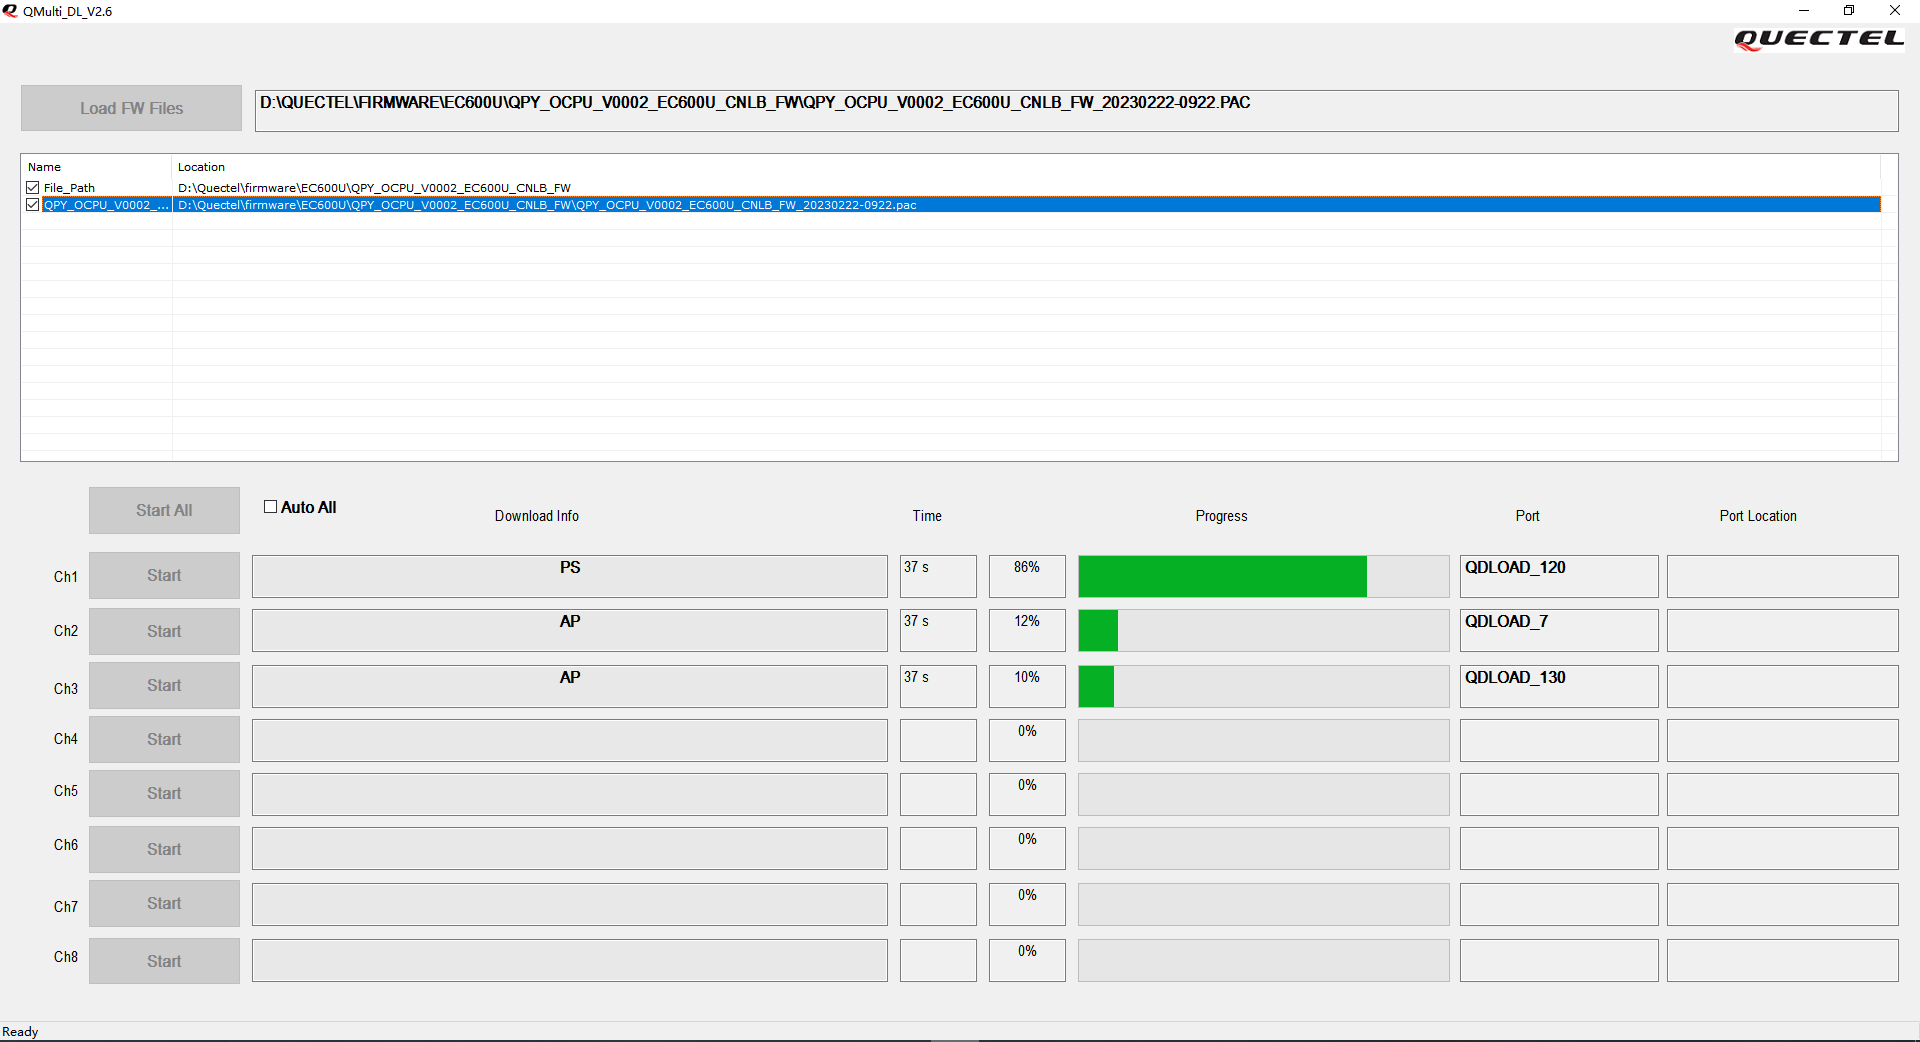 QMulti_DL_V2.6
QUECTEL
Load FW Files
D:\QUECTEL\FIRMWARE\EC600U\QPY_OCPU_V0002_EC600U_CNLB_FW\QPY_OCPU_V0002_EC600U_CNLB_FW_20230222-0922.PAC
Name Location
File_Path D:\Quectel\firmware\EC600U\QPY_OCPU_V0002_EC600U_CNLB_FW
QPY_OCPU_V0002_... D:\Quectel\firmware\EC600U\QPY_OCPU_V0002_EC600U_CNLB_FW\QPY_OCPU_V0002_EC600U_CNLB_FW_20230222-0922.pac
Start All Auto All Download Info Time Progress Port Port Location
Ch1 Start PS 37 s 86% QDLOAD_120
Ch2 Start AP 37 s 12% QDLOAD_7
Ch3 Start AP 37 s 10% QDLOAD_130
Ch4 Start 0%
Ch5 Start 0%
Ch6 Start 0%
Ch7 Start 0%
Ch8 Start 0%
Ready